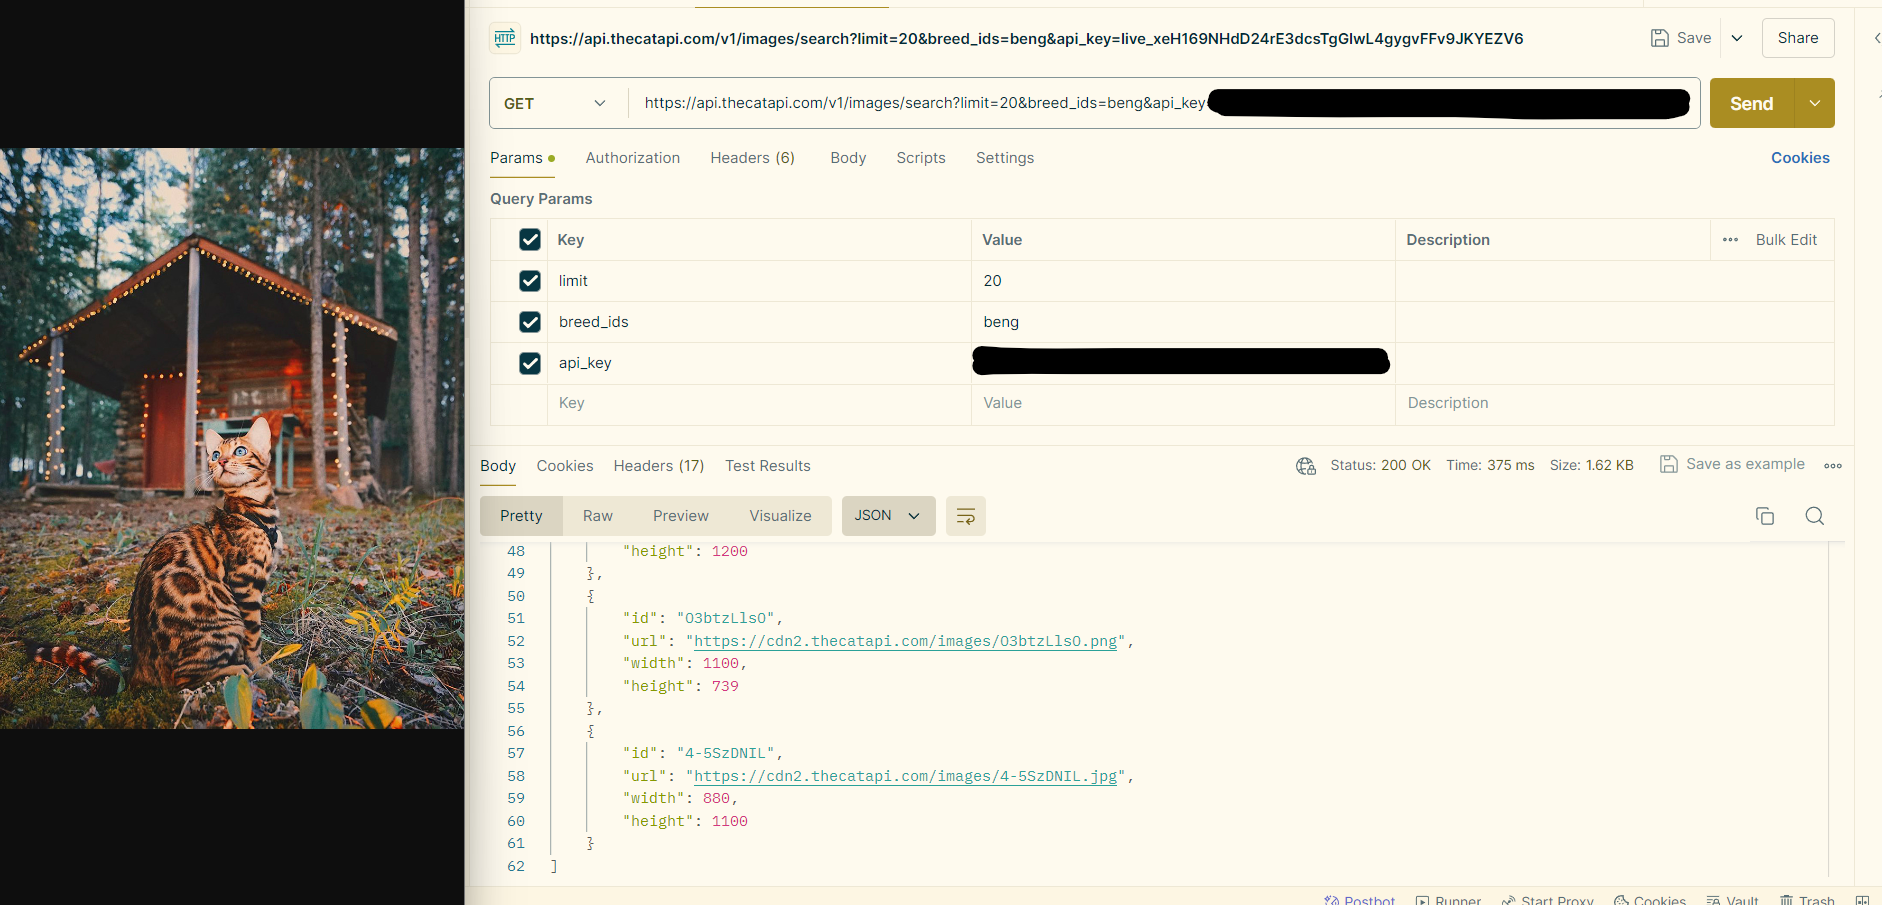 HTTP https://api.thecatapi.com/v1/images/search?limit=20&breed_ids=beng&api_key=live_xeH169NHdD24rE3dcsTgGIwL4gygvFFv9JKYEZV6 Save Share
GET https://api.thecatapi.com/v1/images/search?limit=20&breed_ids=beng&api_key Send
Params Authorization Headers (6) Body Scripts Settings Cookies
Query Params
Key Value Description Bulk Edit
limit 20
breed_ids beng
api_key
Key Value Description
Body Cookies Headers (17) Test Results Status: 200 OK Time: 375 ms Size: 1.62 KB Save as example
Pretty Raw Preview Visualize JSON
48 "height": 1200
49 },
50 {
51 "id": "O3btzLlsO",
52 "url": "https://cdn2.thecatapi.com/images/O3btzLlsO.png",
53 "width": 1100,
54 "height": 739
55 },
56 {
57 "id": "4-5SzDNIL",
58 "url": "https://cdn2.thecatapi.com/images/4-5SzDNIL.jpg",
59 "width": 880,
60 "height": 1100
61 }
62 ]
Postbot Runner Start Proxy Cookies Vault Trash